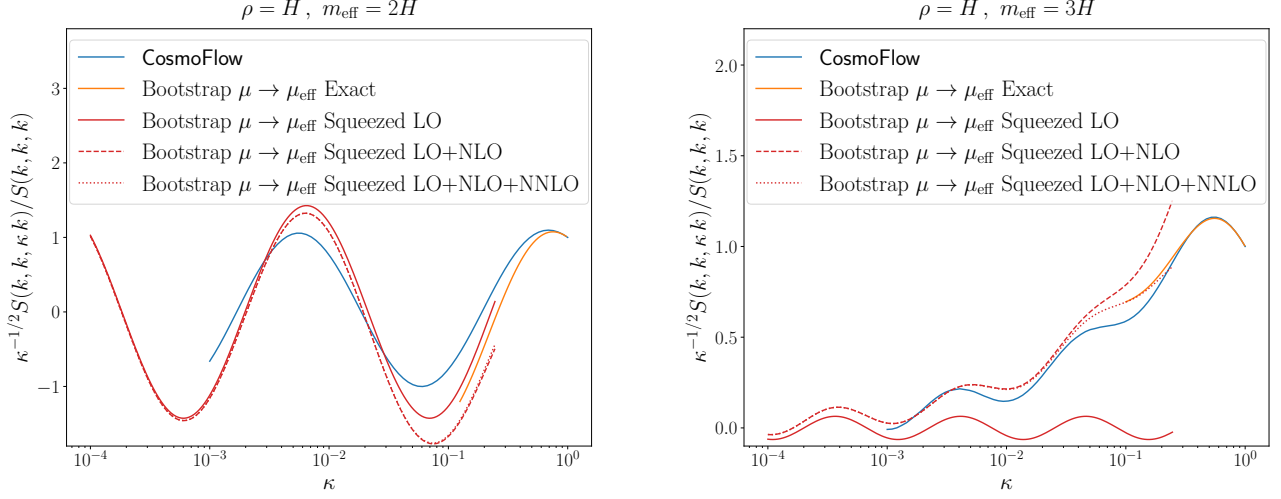 ρ = H , m_eff = 2H
κ^{-1/2}S(k, k, κ k)/S(k, k, k)
3
2
1
0
−1
CosmoFlow
Bootstrap μ → μ_eff Exact
Bootstrap μ → μ_eff Squeezed LO
Bootstrap μ → μ_eff Squeezed LO+NLO
Bootstrap μ → μ_eff Squeezed LO+NLO+NNLO
10^{-4}
10^{-3}
10^{-2}
10^{-1}
10^{0}
κ
ρ = H , m_eff = 3H
κ^{-1/2}S(k, k, κ k)/S(k, k, k)
2.0
1.5
1.0
0.5
0.0
CosmoFlow
Bootstrap μ → μ_eff Exact
Bootstrap μ → μ_eff Squeezed LO
Bootstrap μ → μ_eff Squeezed LO+NLO
Bootstrap μ → μ_eff Squeezed LO+NLO+NNLO
10^{-4}
10^{-3}
10^{-2}
10^{-1}
10^{0}
κ